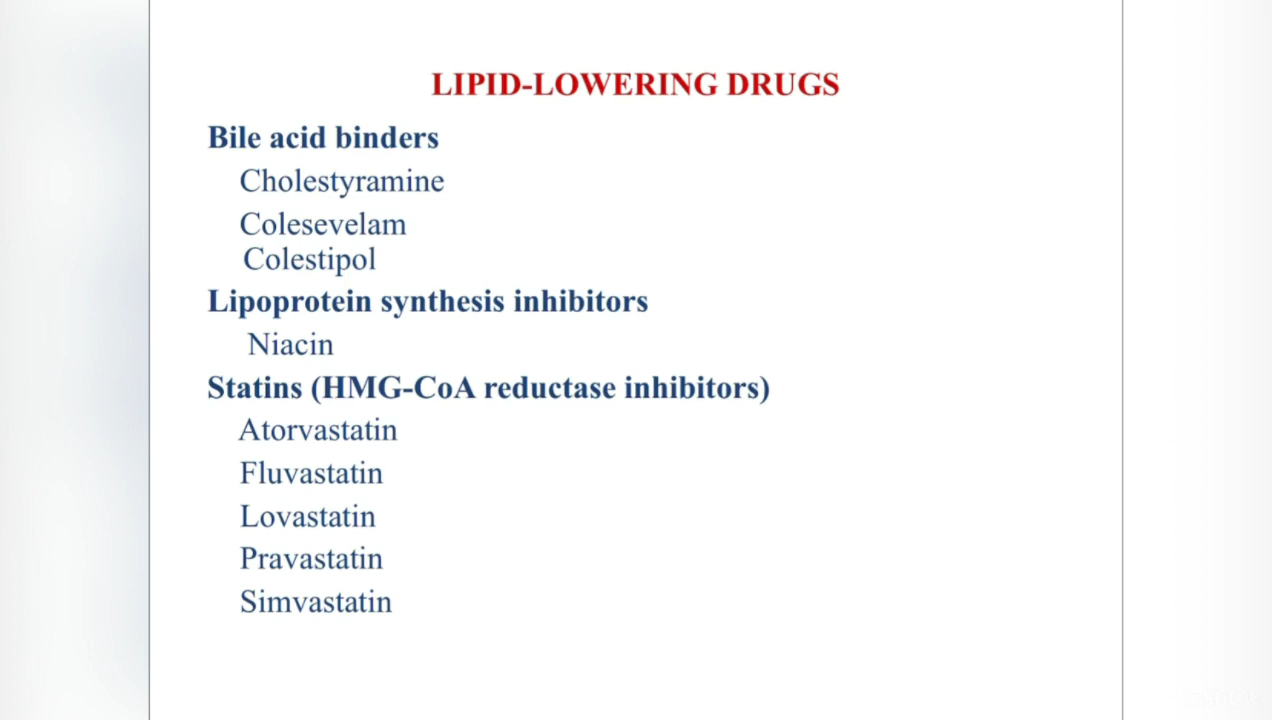 LIPID-LOWERING DRUGS
Bile acid binders
Cholestyramine
Colesevelam
Colestipol
Lipoprotein synthesis inhibitors
Niacin
Statins (HMG-CoA reductase inhibitors)
Atorvastatin
Fluvastatin
Lovastatin
Pravastatin
Simvastatin